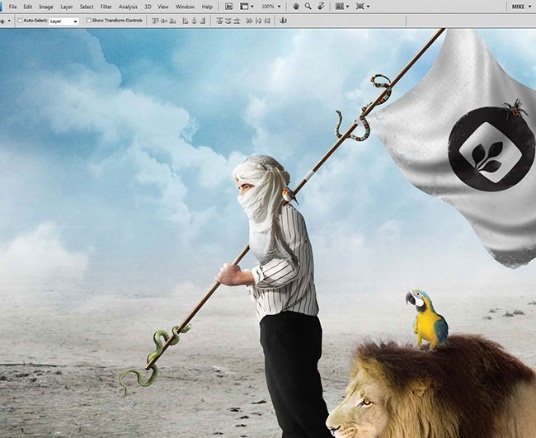 File Edit Image Layer Select Filter Analysis 3D View Window Help 100% MIKE
Auto-Select: Layer Show Transform Controls